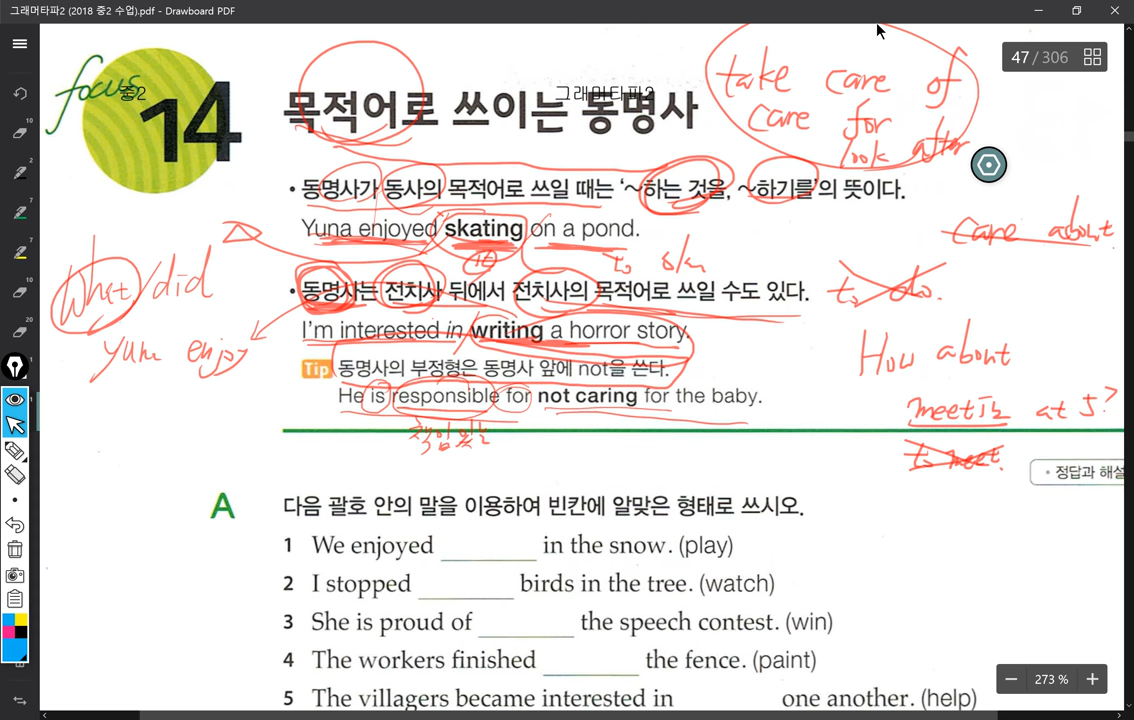 그래머타파2 (2018 중2 수업).pdf - Drawboard PDF
47 / 306
focus
중2
14
그래머타파2
목적어로 쓰이는 동명사
take care of
care for
look after
• 동명사가 동사의 목적어로 쓰일 때는 ‘~하는 것을, ~하기를’의 뜻이다.
Yuna enjoyed skating on a pond.
care about
What/did
yuna enjoy
• 동명사는 전치사 뒤에서 전치사의 목적어로 쓰일 수도 있다.
to do.
I'm interested in writing a horror story.
How about
Tip 동명사의 부정형은 동명사 앞에 not을 쓴다.
He is responsible for not caring for the baby.
meeting at 5?
to meet.
책임 있는
• 정답과 해설
A 다음 괄호 안의 말을 이용하여 빈칸에 알맞은 형태로 쓰시오.
1 We enjoyed ________ in the snow. (play)
2 I stopped ________ birds in the tree. (watch)
3 She is proud of ________ the speech contest. (win)
4 The workers finished ________ the fence. (paint)
5 The villagers became interested in one another. (help)
273 %